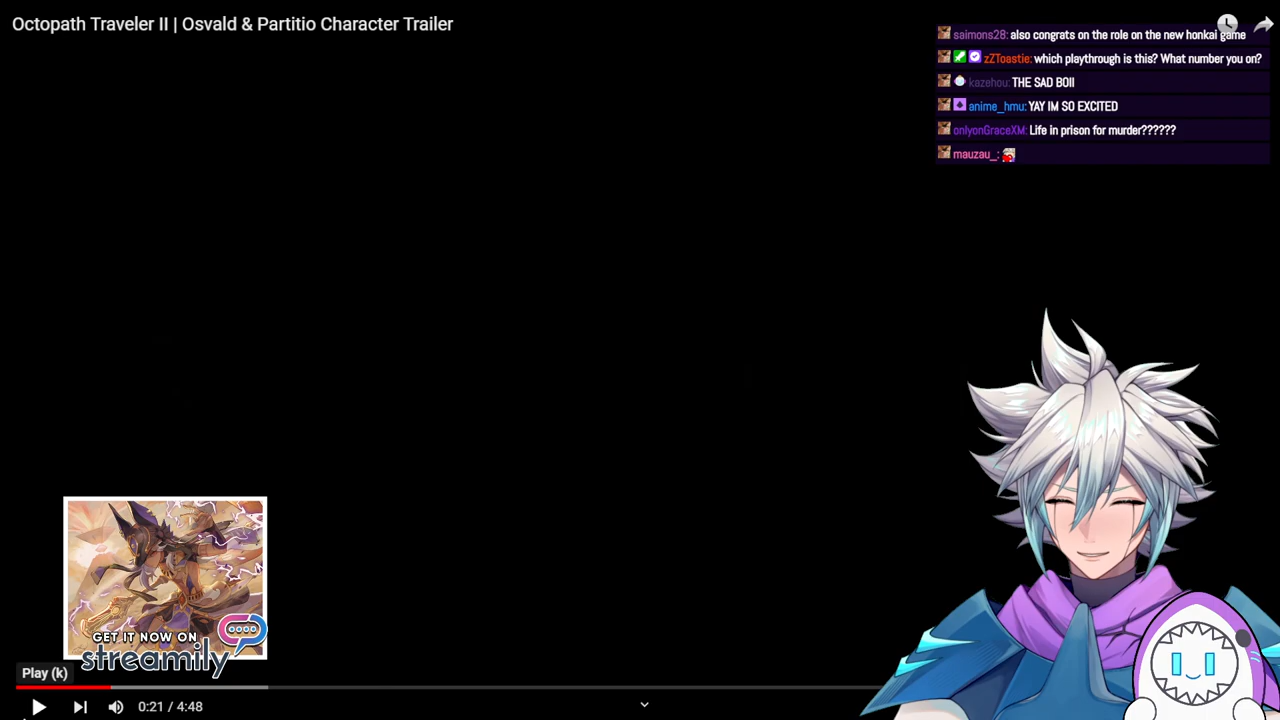 Octopath Traveler II | Osvald & Partitio Character Trailer
saimons28: also congrats on the role on the new honkai game
zZToastie: which playthrough is this? What number you on?
kazehou: THE SAD BOII
anime_hmu: YAY IM SO EXCITED
onlyonGraceXM: Life in prison for murder??????
mauzau_:
GET IT NOW ON
streamily
Play (k)
0:21 / 4:48